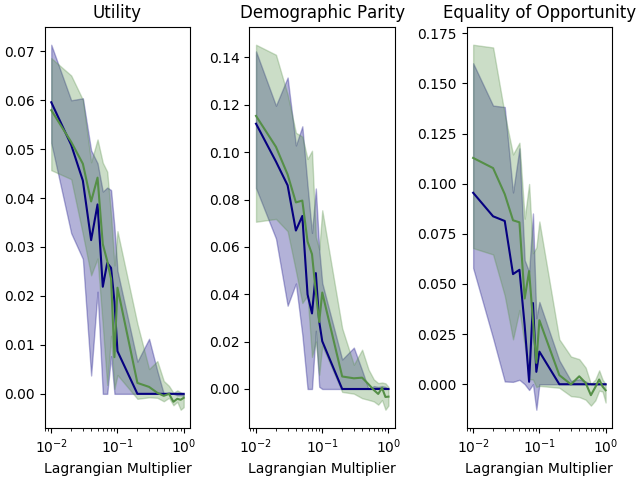 Utility
0.07
0.06
0.05
0.04
0.03
0.02
0.01
0.00
10⁻² 10⁻¹ 10⁰
Lagrangian Multiplier
Demographic Parity
0.14
0.12
0.10
0.08
0.06
0.04
0.02
0.00
10⁻² 10⁻¹ 10⁰
Lagrangian Multiplier
Equality of Opportunity
0.175
0.150
0.125
0.100
0.075
0.050
0.025
0.000
10⁻² 10⁻¹ 10⁰
Lagrangian Multiplier